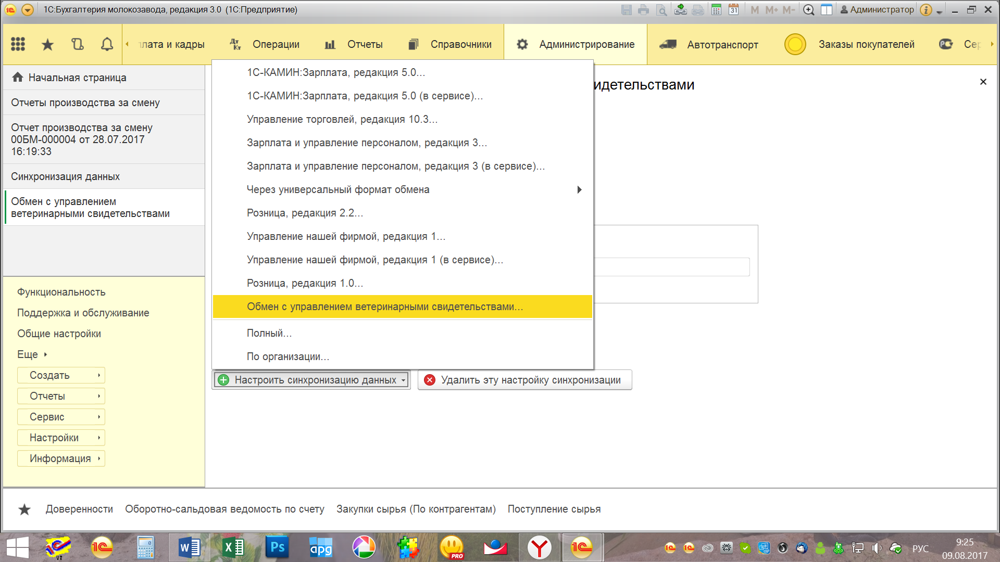 1С:Бухгалтерия молокозавода, редакция 3.0 (1С:Предприятие)
31
M M+ M-
Администратор
плата и кадры
Дт
Кт
Операции
Отчеты
Справочники
Администрирование
Автотранспорт
Заказы покупателей
Начальная страница
Отчеты производства за смену
Отчет производства за смену
00БМ-000004 от 28.07.2017
16:19:33
Синхронизация данных
Обмен с управлением
ветеринарными свидетельствами
идетельствами
1С-КАМИН:Зарплата, редакция 5.0...
1С-КАМИН:Зарплата, редакция 5.0 (в сервисе)...
Управление торговлей, редакция 10.3...
Зарплата и управление персоналом, редакция 3...
Зарплата и управление персоналом, редакция 3 (в сервисе)...
Через универсальный формат обмена
Розница, редакция 2.2...
Управление нашей фирмой, редакция 1...
Управление нашей фирмой, редакция 1 (в сервисе)...
Розница, редакция 1.0...
Обмен с управлением ветеринарными свидетельствами...
Полный...
По организации...
Настроить синхронизацию данных
Удалить эту настройку синхронизации
Функциональность
Поддержка и обслуживание
Общие настройки
Еще
Создать
Отчеты
Сервис
Настройки
Информация
Доверенности
Оборотно-сальдовая ведомость по счету
Закупки сырья (По контрагентам)
Поступление сырья
Ps
apg
PRO
РУС
9:25
09.08.2017